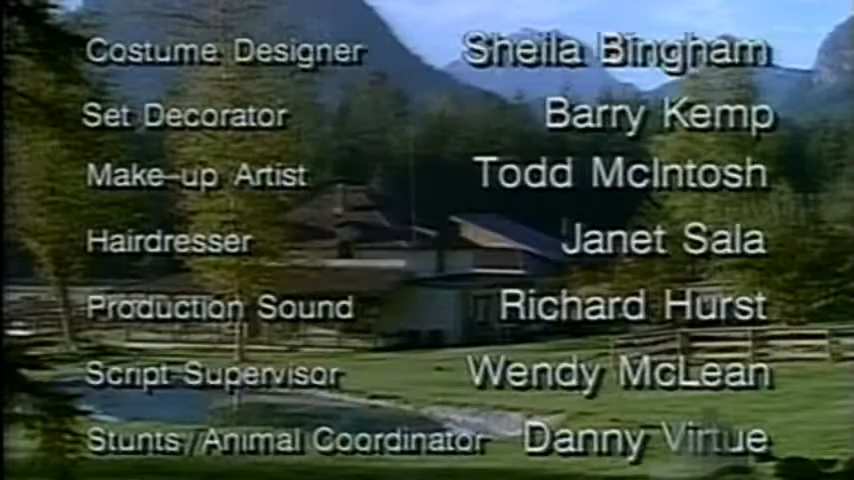 Costume Designer Sheila Bingham
Set Decorator Barry Kemp
Make-up Artist Todd McIntosh
Hairdresser Janet Sala
Production Sound Richard Hurst
Script Supervisor Wendy McLean
Stunts/Animal Coordinator Danny Virtue